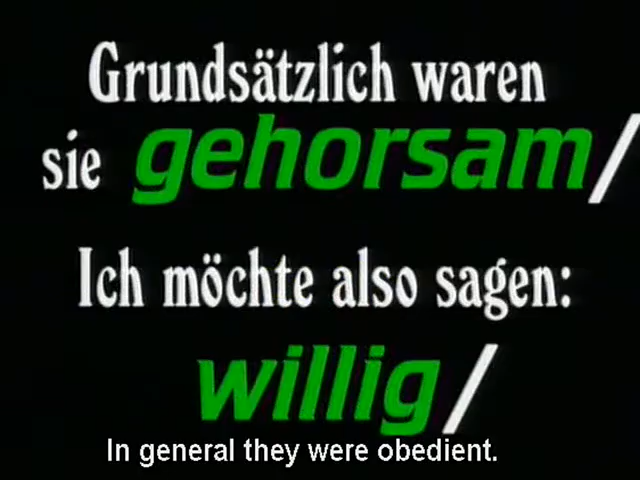 Grundsätzlich waren
sie gehorsam/
Ich möchte also sagen:
willig/
In general they were obedient.